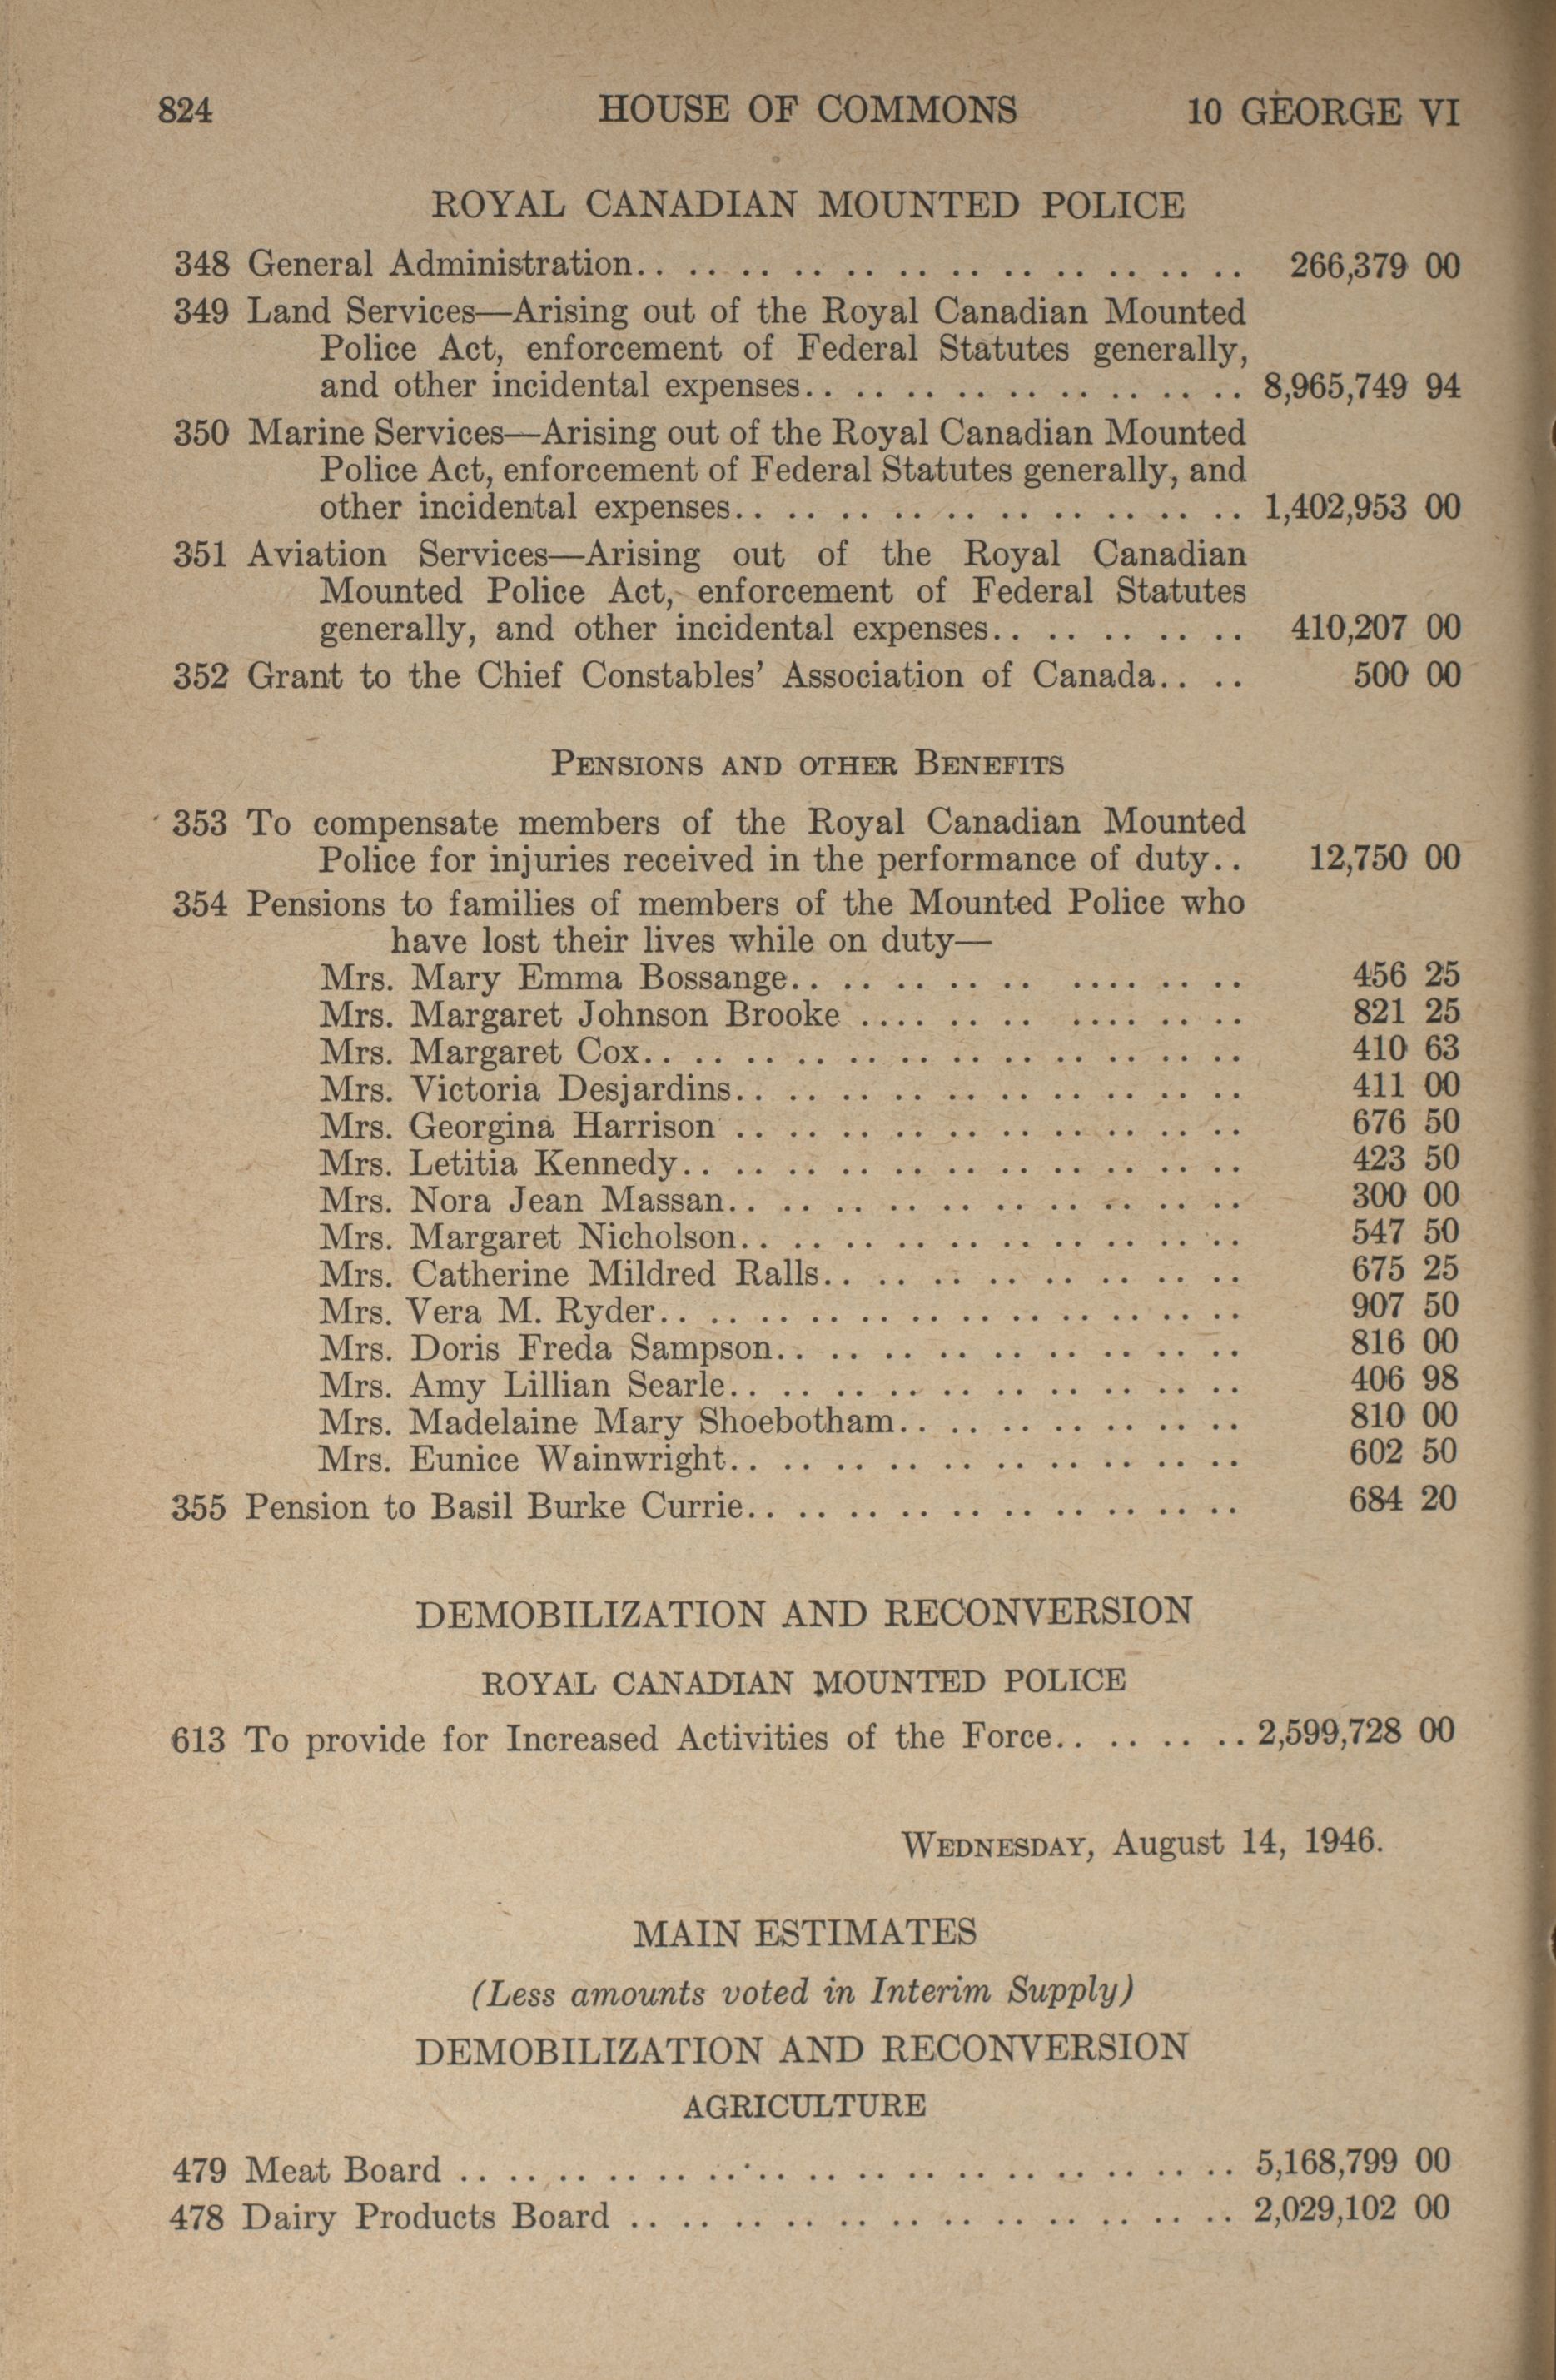 824 HOUSE OF COMMONS 10 GEORGE VI
ROYAL CANADIAN MOUNTED POLICE
348 General Administration.. .. .. .. .. .. .. .. .. .. .. .. 266,379 00
349 Land Services—Arising out of the Royal Canadian Mounted
Police Act, enforcement of Federal Statutes generally,
and other incidental expenses.. .. .. .. .. .. .. .. .. 8,965,749 94
350 Marine Services—Arising out of the Royal Canadian Mounted
Police Act, enforcement of Federal Statutes generally, and
other incidental expenses.. .. .. .. .. .. .. .. .. .. 1,402,953 00
351 Aviation Services—Arising out of the Royal Canadian
Mounted Police Act, enforcement of Federal Statutes
generally, and other incidental expenses.. .. .. .. .. 410,207 00
352 Grant to the Chief Constables' Association of Canada.. .. 500 00
PENSIONS AND OTHER BENEFITS
353 To compensate members of the Royal Canadian Mounted
Police for injuries received in the performance of duty.. 12,750 00
354 Pensions to families of members of the Mounted Police who
have lost their lives while on duty—
Mrs. Mary Emma Bossange.. .. .. .. .. .... .. .. 456 25
Mrs. Margaret Johnson Brooke .... .. .. .... .. .. 821 25
Mrs. Margaret Cox.. .. .. .. .. .. .. .. .. .. .. .. 410 63
Mrs. Victoria Desjardins.. .. .. .. .. .. .. .. .. .. 411 00
Mrs. Georgina Harrison .. .. .. .. .. .. .. .. .. .. 676 50
Mrs. Letitia Kennedy.. .. .. .. .. .. .. .. .. .. .. 423 50
Mrs. Nora Jean Massan.. .. .. .. .. .. .. .. .. .. 300 00
Mrs. Margaret Nicholson.. .. .. .. .. .. .. .. .. .. 547 50
Mrs. Catherine Mildred Ralls.. .. .. .. .. .. .. .. 675 25
Mrs. Vera M. Ryder.. .. .. .. .. .. .. .. .. .. .. .. 907 50
Mrs. Doris Freda Sampson.. .. .. .. .. .. .. .. .. 816 00
Mrs. Amy Lillian Searle.. .. .. .. .. .. .. .. .. .. 406 98
Mrs. Madelaine Mary Shoebotham.. .. .. .. .. .. .. 810 00
Mrs. Eunice Wainwright.. .. .. .. .. .. .. .. .. .. 602 50
355 Pension to Basil Burke Currie.. .. .. .. .. .. .. .. .. .. 684 20
DEMOBILIZATION AND RECONVERSION
ROYAL CANADIAN MOUNTED POLICE
613 To provide for Increased Activities of the Force.. .. .. .. 2,599,728 00
WEDNESDAY, August 14, 1946.
MAIN ESTIMATES
(Less amounts voted in Interim Supply)
DEMOBILIZATION AND RECONVERSION
AGRICULTURE
479 Meat Board .. .. .. .. .. .. .. .. .. .. .. .. .. .. .. .. 5,168,799 00
478 Dairy Products Board .. .. .. .. .. .. .. .. .. .. .. .. 2,029,102 00